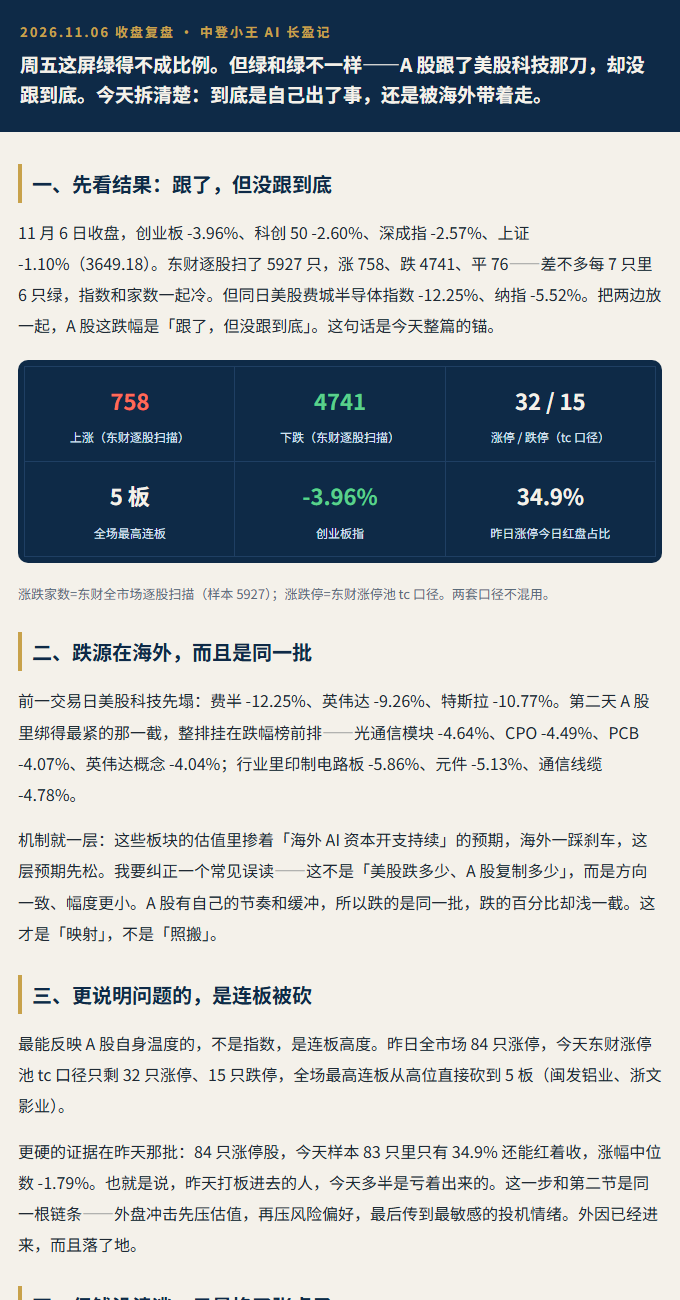 2026.11.06 收盘复盘 · 中登小王 AI 长盈记
周五这屏绿得不成比例。但绿和绿不一样——A 股跟了美股科技那刀，却没
跟到底。今天拆清楚：到底是自己出了事，还是被海外带着走。
一、先看结果：跟了，但没跟到底
11 月 6 日收盘，创业板 -3.96%、科创 50 -2.60%、深成指 -2.57%、上证
-1.10%（3649.18）。东财逐股扫了 5927 只，涨 758、跌 4741、平 76——差不多每 7 只里
6 只绿，指数和家数一起冷。但同日美股费城半导体指数 -12.25%、纳指 -5.52%。把两边放
一起，A 股这跌幅是「跟了，但没跟到底」。这句话是今天整篇的锚。
758
4741
32 / 15
上涨（东财逐股扫描）
下跌（东财逐股扫描）
涨停 / 跌停（tc 口径）
5 板
-3.96%
34.9%
全场最高连板
创业板指
昨日涨停今日红盘占比
涨跌家数=东财全市场逐股扫描（样本 5927）；涨跌停=东财涨停池 tc 口径。两套口径不混用。
二、跌源在海外，而且是同一批
前一交易日美股科技先塌：费半 -12.25%、英伟达 -9.26%、特斯拉 -10.77%。第二天 A 股
里绑得最紧的那一截，整排挂在跌幅榜前排——光通信模块 -4.64%、CPO -4.49%、PCB
-4.07%、英伟达概念 -4.04%；行业里印制电路板 -5.86%、元件 -5.13%、通信线缆
-4.78%。
机制就一层：这些板块的估值里掺着「海外 AI 资本开支持续」的预期，海外一踩刹车，这
层预期先松。我要纠正一个常见误读——这不是「美股跌多少、A 股复制多少」，而是方向
一致、幅度更小。A 股有自己的节奏和缓冲，所以跌的是同一批，跌的百分比却浅一截。这
才是「映射」，不是「照搬」。
三、更说明问题的，是连板被砍
最能反映 A 股自身温度的，不是指数，是连板高度。昨日全市场 84 只涨停，今天东财涨停
池 tc 口径只剩 32 只涨停、15 只跌停，全场最高连板从高位直接砍到 5 板（闽发铝业、浙文
影业）。
更硬的证据在昨天那批：84 只涨停股，今天样本 83 只里只有 34.9% 还能红着收，涨幅中位
数 -1.79%。也就是说，昨天打板进去的人，今天多半是亏着出来的。这一步和第二节是同
一根链条——外盘冲击先压估值，再压风险偏好，最后传到最敏感的投机情绪。外因已经进
来，而且落了地。